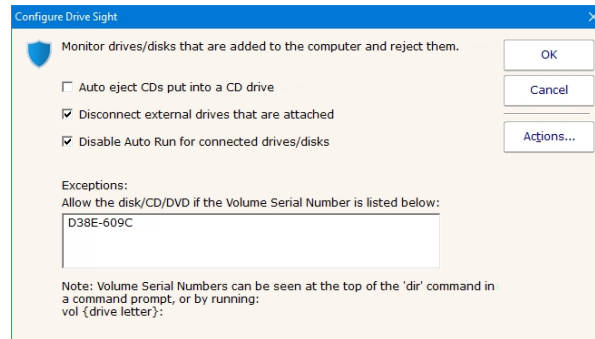 Configure Drive Sight
Monitor drives/disks that are added to the computer and reject them.
OK
Auto eject CDs put into a CD drive
Cancel
Disconnect external drives that are attached
Disable Auto Run for connected drives/disks
Actions...
Exceptions:
Allow the disk/CD/DVD if the Volume Serial Number is listed below:
D38E-609C
Note: Volume Serial Numbers can be seen at the top of the 'dir' command in
a command prompt, or by running:
vol {drive letter}: